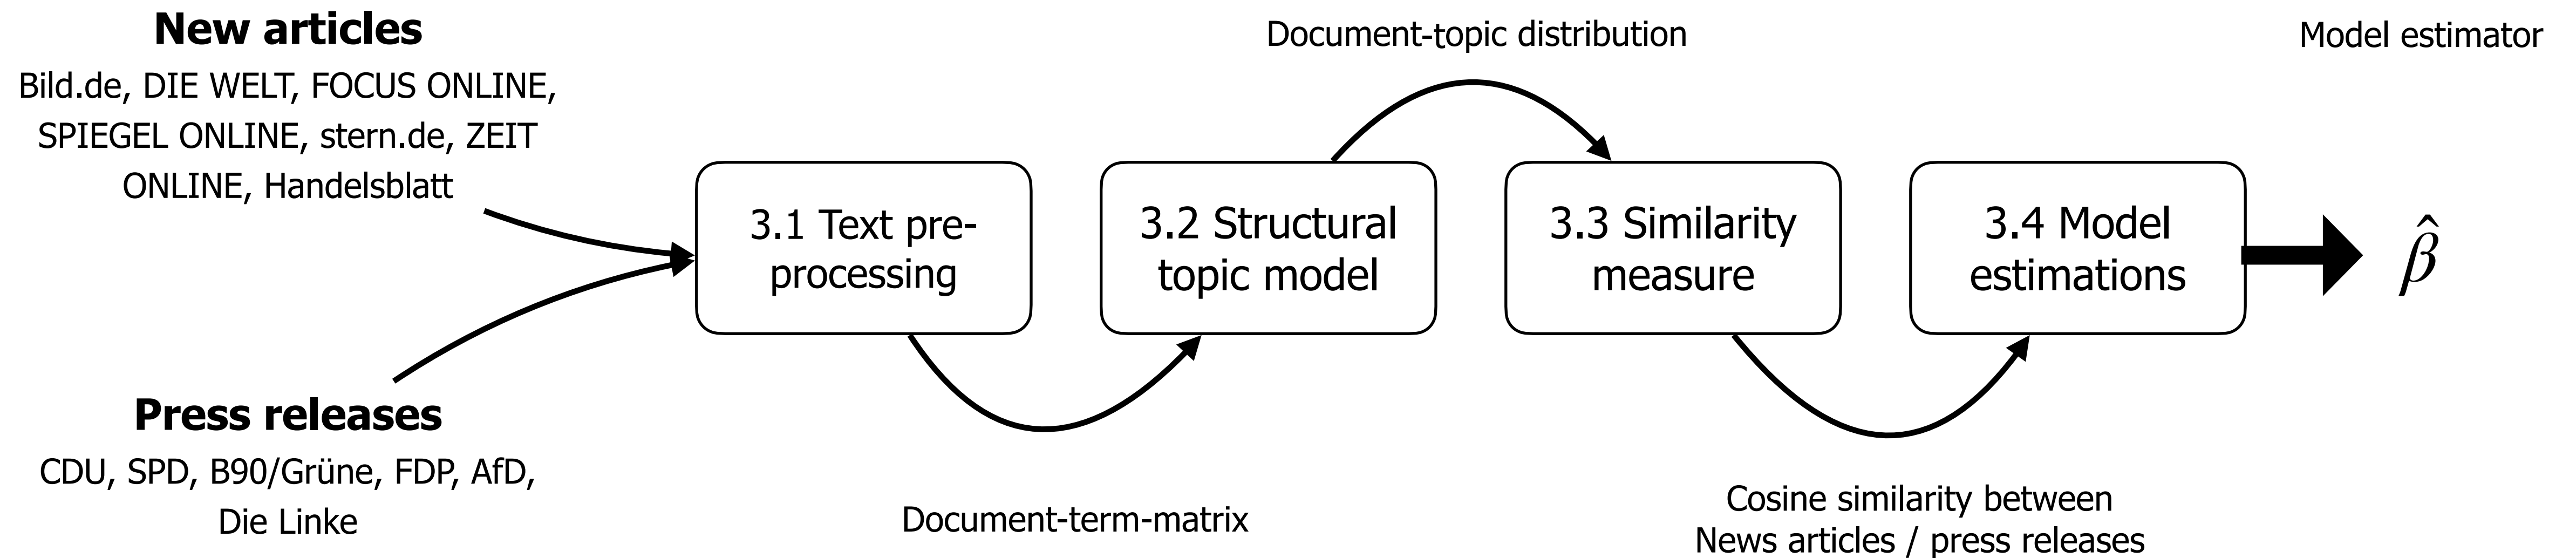 New articles
Bild.de, DIE WELT, FOCUS ONLINE,
SPIEGEL ONLINE, stern.de, ZEIT
ONLINE, Handelsblatt
Press releases
CDU, SPD, B90/Grüne, FDP, AfD,
Die Linke
3.1 Text pre-
processing
Document-term-matrix
3.2 Structural
topic model
Document-topic distribution
3.3 Similarity
measure
Cosine similarity between
News articles / press releases
3.4 Model
estimations
Model estimator
β̂